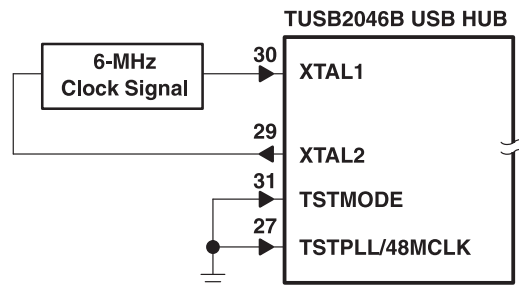 TUSB2046B USB HUB
6-MHz
Clock Signal
30
XTAL1
29
XTAL2
31
TSTMODE
27
TSTPLL/48MCLK